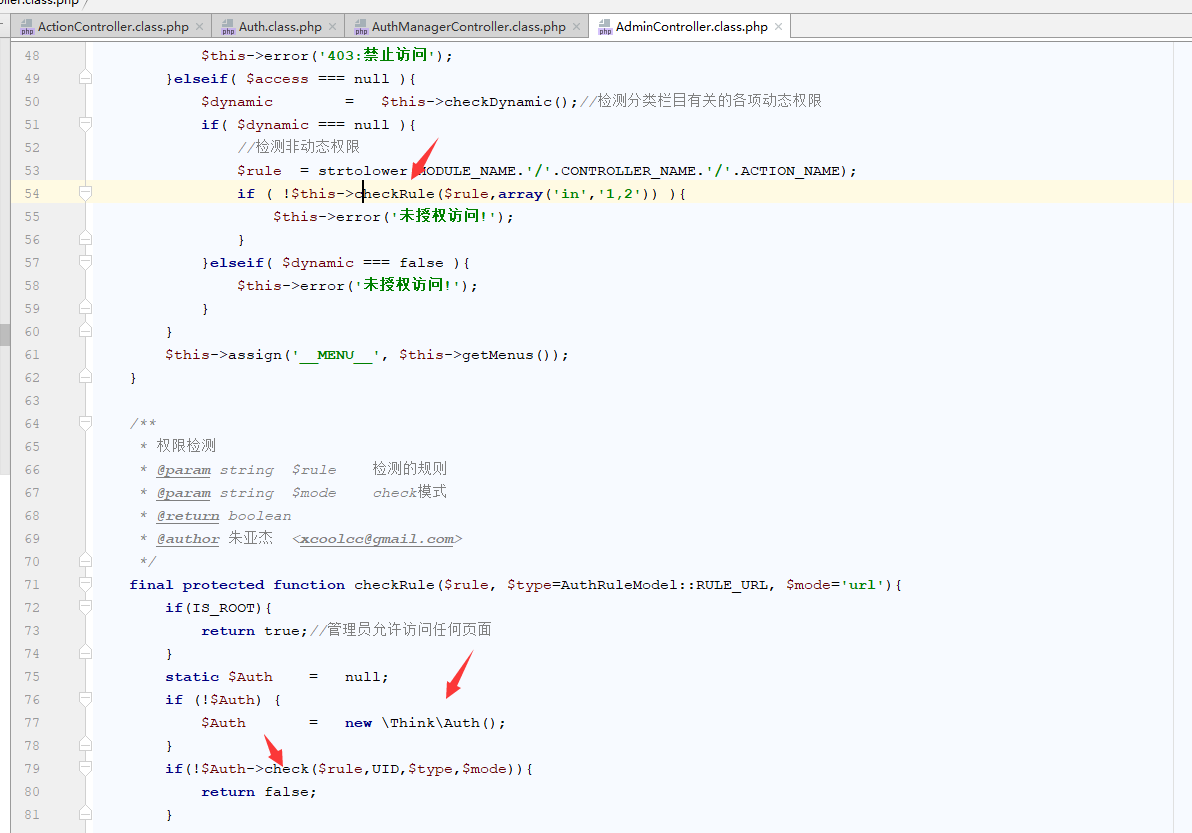 ller.class.php
ActionController.class.php × Auth.class.php × AuthManagerController.class.php × AdminController.class.php ×
48 $this->error('403:禁止访问');
49 }elseif( $access === null ){
50 $dynamic = $this->checkDynamic();//检测分类栏目有关的各项动态权限
51 if( $dynamic === null ){
52 //检测非动态权限
53 $rule = strtolower MODULE_NAME.'/'.CONTROLLER_NAME.'/'.ACTION_NAME);
54 if ( !$this->checkRule($rule,array('in','1,2')) ){
55 $this->error('未授权访问!');
56 }
57 }elseif( $dynamic === false ){
58 $this->error('未授权访问!');
59 }
60 }
61 $this->assign('__MENU__', $this->getMenus());
62 }
63
64 /**
65 * 权限检测
66 * @param string $rule 检测的规则
67 * @param string $mode check模式
68 * @return boolean
69 * @author 朱亚杰 <xcoolcc@gmail.com>
70 */
71 final protected function checkRule($rule, $type=AuthRuleModel::RULE_URL, $mode='url'){
72 if(IS_ROOT){
73 return true;//管理员允许访问任何页面
74 }
75 static $Auth = null;
76 if (!$Auth) {
77 $Auth = new \Think\Auth();
78 }
79 if(!$Auth->check($rule,UID,$type,$mode)){
80 return false;
81 }